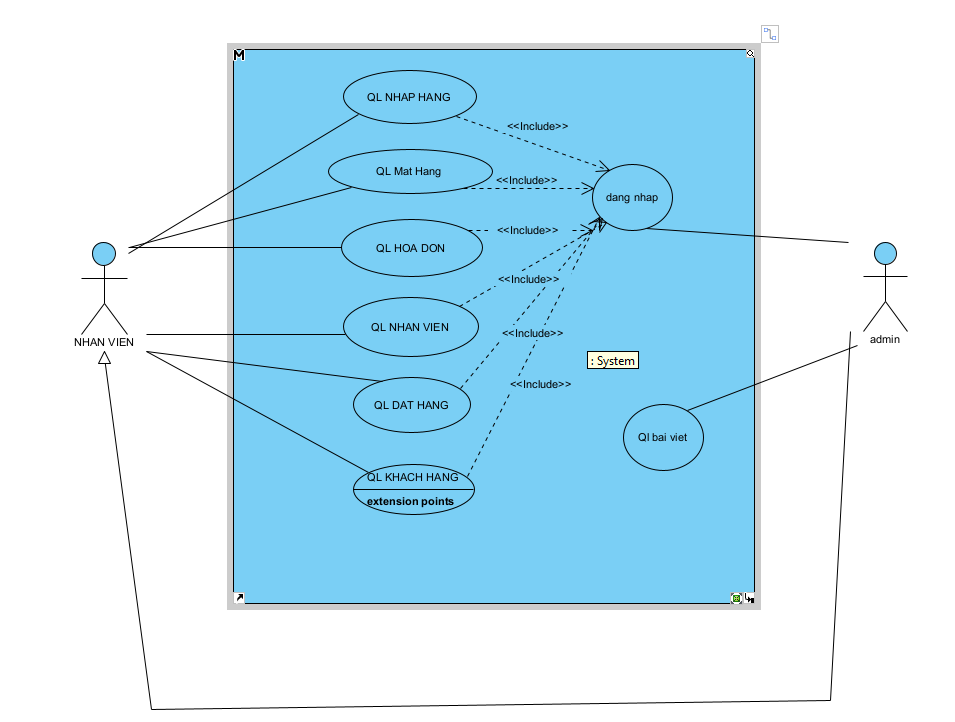 M
QL NHAP HANG
<<Include>>
QL Mat Hang
<<Include>>
dang nhap
QL HOA DON
<<Include>>
<<Include>>
QL NHAN VIEN
<<Include>>
NHAN VIEN
admin
: System
<<Include>>
QL DAT HANG
Ql bai viet
QL KHACH HANG
extension points